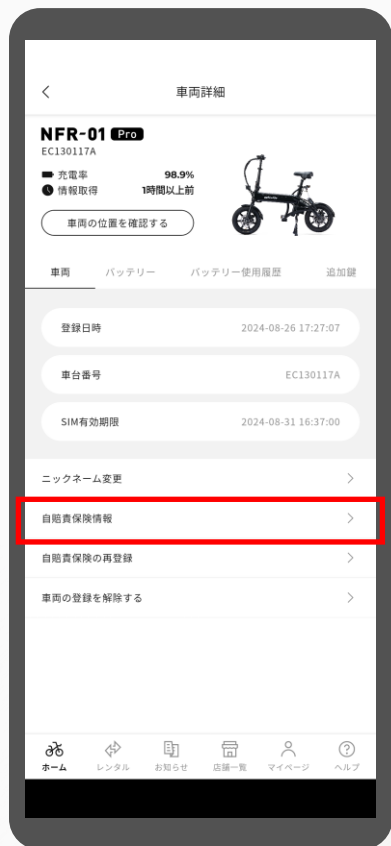 車両詳細
NFR-01 Pro
EC130117A
充電率 98.9%
情報取得 1時間以上前
車両の位置を確認する
車両 バッテリー バッテリー使用履歴 追加鍵
登録日時 2024-08-26 17:27:07
車台番号 EC130117A
SIM有効期限 2024-08-31 16:37:00
ニックネーム変更
自賠責保険情報
自賠責保険の再登録
車両の登録を解除する
ホーム レンタル お知らせ 店舗一覧 マイページ ヘルプ